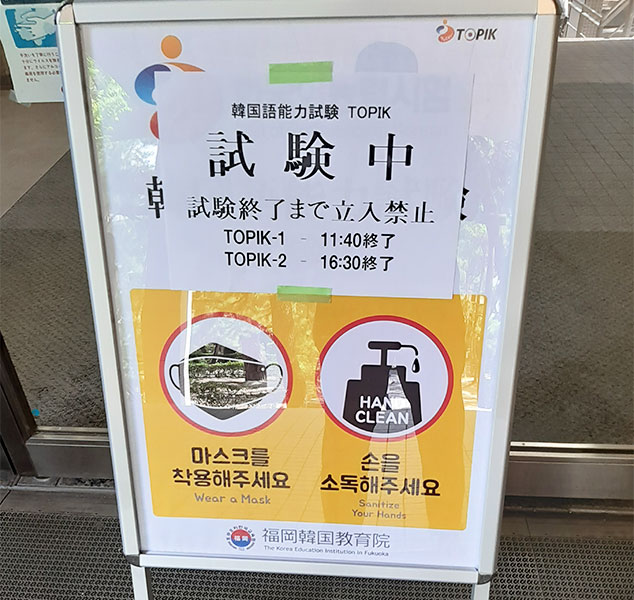 TOPIK
韓国語能力試験 TOPIK
試験中
試験終了まで立入禁止
TOPIK-1 - 11:40終了
TOPIK-2 - 16:30終了
HAND
CLEAN
마스크를
착용해주세요
Wear a Mask
손을
소독해주세요
Sanitize
Your Hands
福岡韓国教育院
The Korea Education Institution in Fukuoka